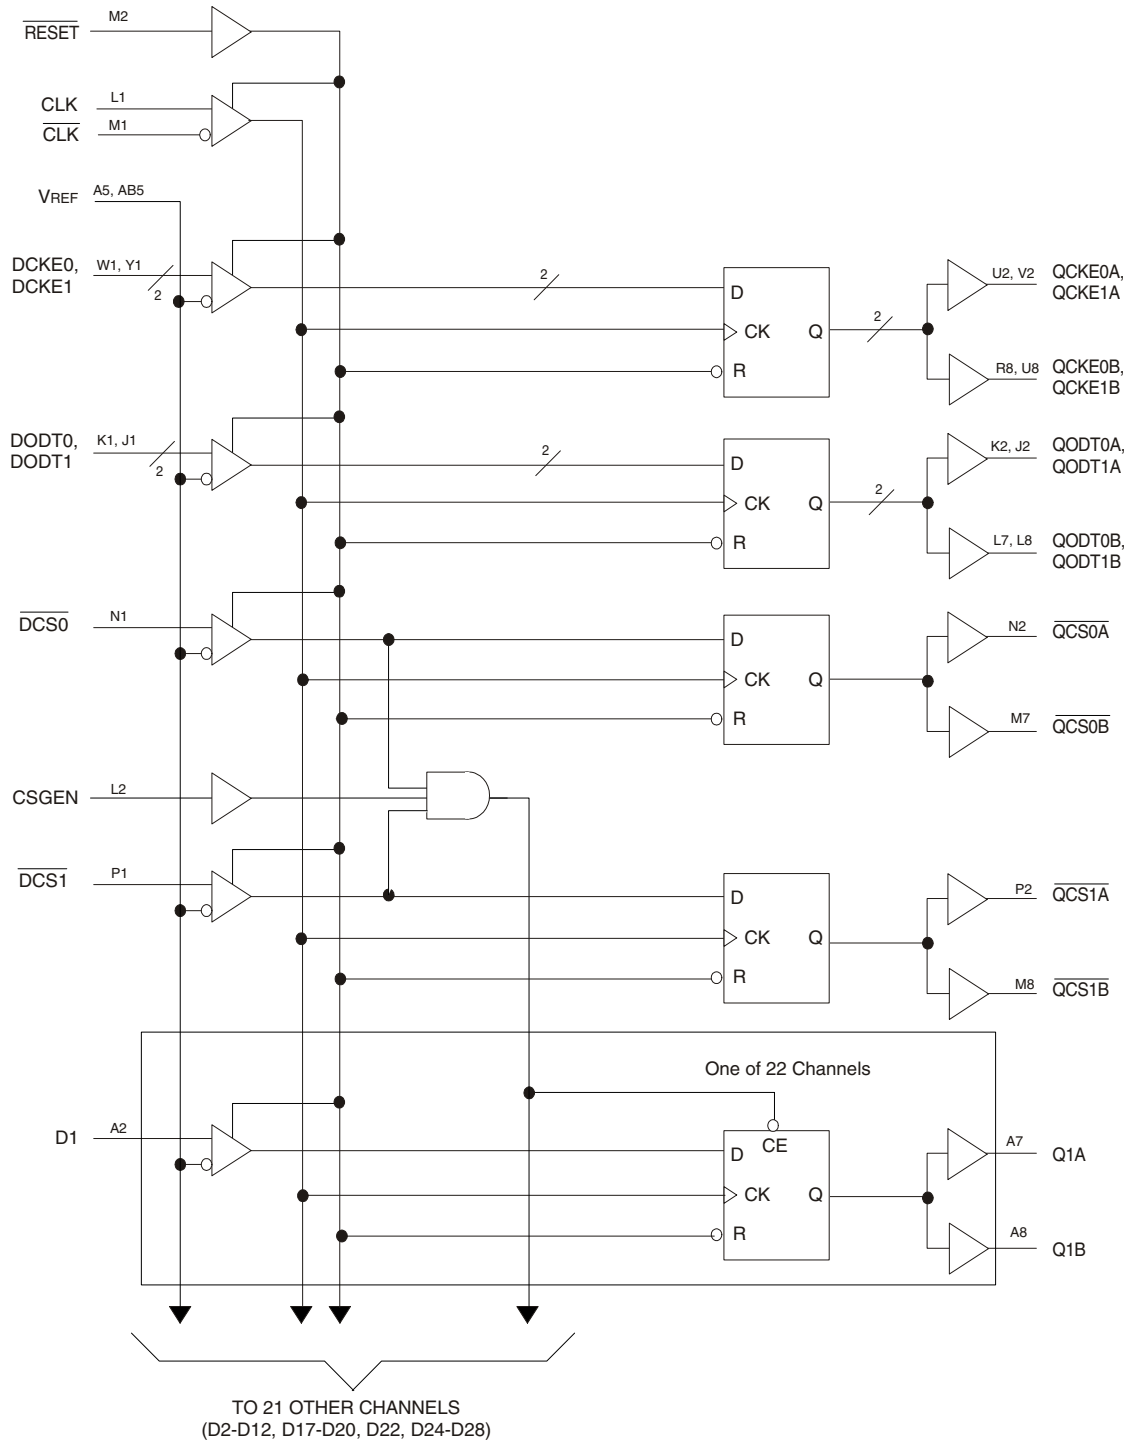 RESET
M2
CLK
L1
CLK
M1
VREF
A5, AB5
DCKE0,
DCKE1
W1, Y1
2
2
D
CK
Q
R
2
U2, V2
QCKE0A,
QCKE1A
R8, U8
QCKE0B,
QCKE1B
DODT0,
DODT1
K1, J1
2
2
D
CK
Q
R
2
K2, J2
QODT0A,
QODT1A
L7, L8
QODT0B,
QODT1B
DCS0
N1
D
CK
Q
R
N2
QCS0A
M7
QCS0B
CSGEN
L2
DCS1
P1
D
CK
Q
R
P2
QCS1A
M8
QCS1B
One of 22 Channels
D1
A2
CE
D
CK
Q
R
A7
Q1A
A8
Q1B
TO 21 OTHER CHANNELS
(D2-D12, D17-D20, D22, D24-D28)